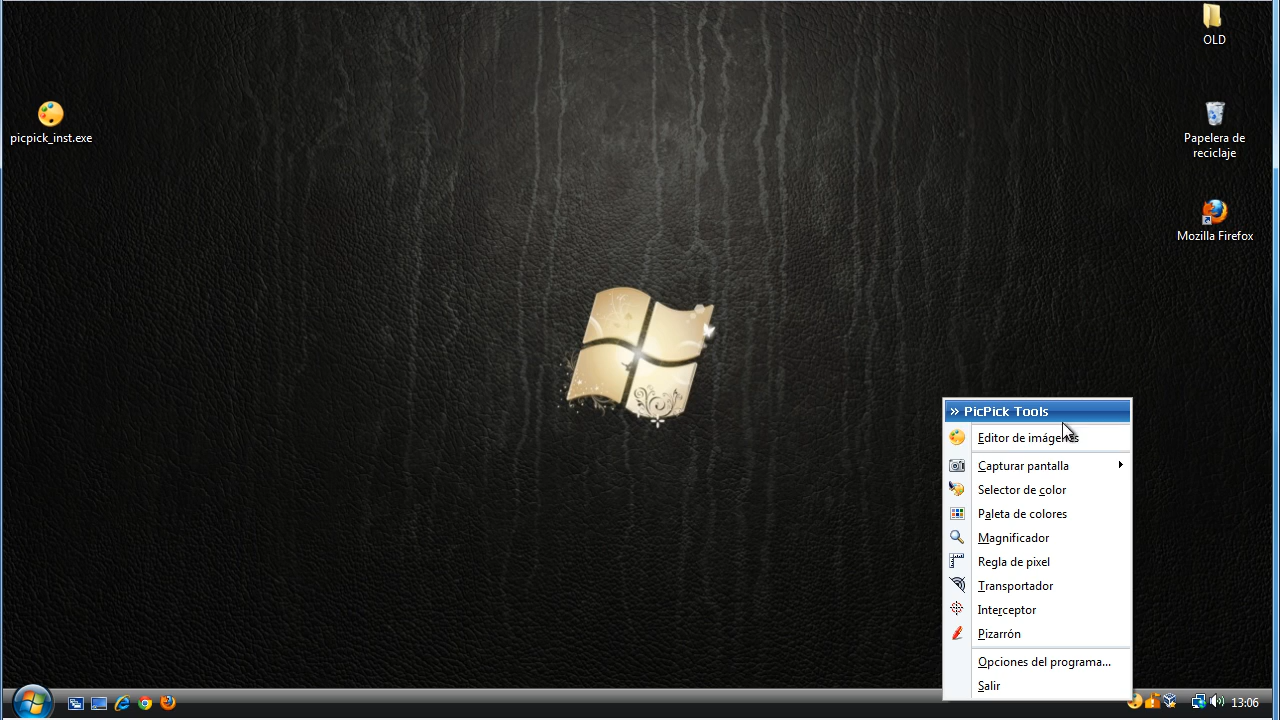 OLD
picpick_inst.exe
Papelera de
reciclaje
Mozilla Firefox
» PicPick Tools
Editor de imágenes
Capturar pantalla
Selector de color
Paleta de colores
Magnificador
Regla de pixel
Transportador
Interceptor
Pizarrón
Opciones del programa...
Salir
13:06